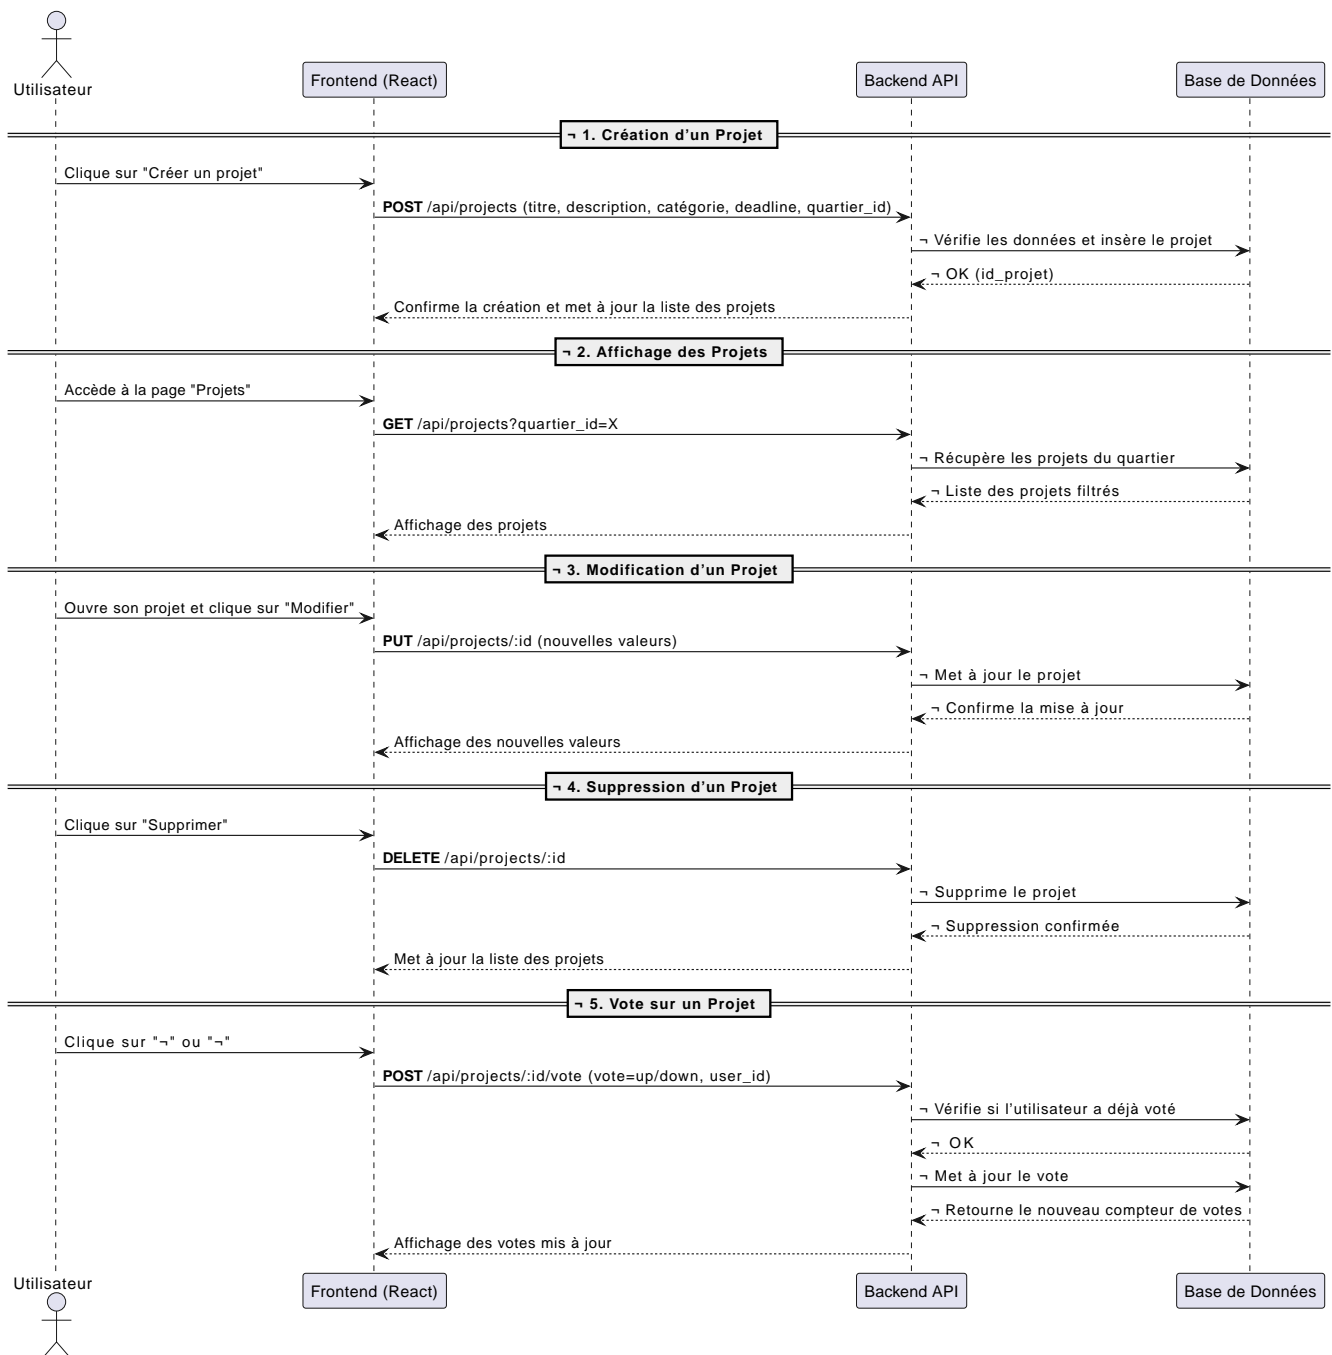 Utilisateur
Frontend (React)
Backend API
Base de Données
¬ 1. Création d’un Projet
Clique sur "Créer un projet"
POST /api/projects (titre, description, catégorie, deadline, quartier_id)
¬ Vérifie les données et insère le projet
¬ OK (id_projet)
Confirme la création et met à jour la liste des projets
¬ 2. Affichage des Projets
Accède à la page "Projets"
GET /api/projects?quartier_id=X
¬ Récupère les projets du quartier
¬ Liste des projets filtrés
Affichage des projets
¬ 3. Modification d’un Projet
Ouvre son projet et clique sur "Modifier"
PUT /api/projects/:id (nouvelles valeurs)
¬ Met à jour le projet
¬ Confirme la mise à jour
Affichage des nouvelles valeurs
¬ 4. Suppression d’un Projet
Clique sur "Supprimer"
DELETE /api/projects/:id
¬ Supprime le projet
¬ Suppression confirmée
Met à jour la liste des projets
¬ 5. Vote sur un Projet
Clique sur "¬" ou "¬"
POST /api/projects/:id/vote (vote=up/down, user_id)
¬ Vérifie si l’utilisateur a déjà voté
¬ OK
¬ Met à jour le vote
¬ Retourne le nouveau compteur de votes
Affichage des votes mis à jour
Utilisateur
Frontend (React)
Backend API
Base de Données